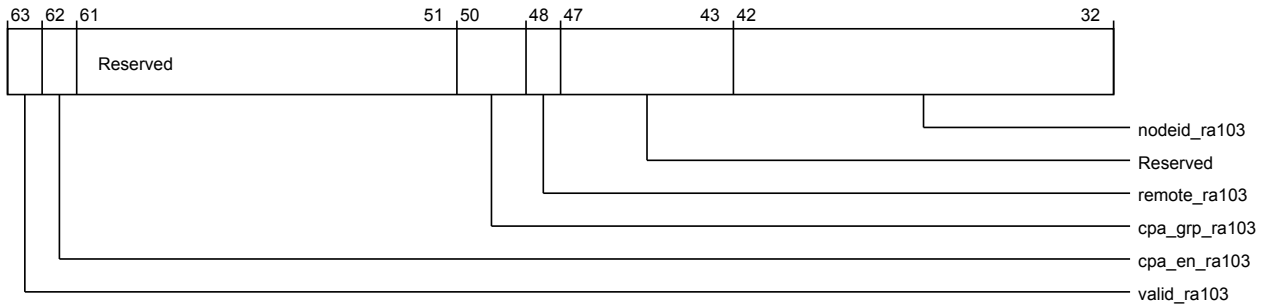 63 62 61 51 50 48 47 43 42 32
Reserved
nodeid_ra103
Reserved
remote_ra103
cpa_grp_ra103
cpa_en_ra103
valid_ra103